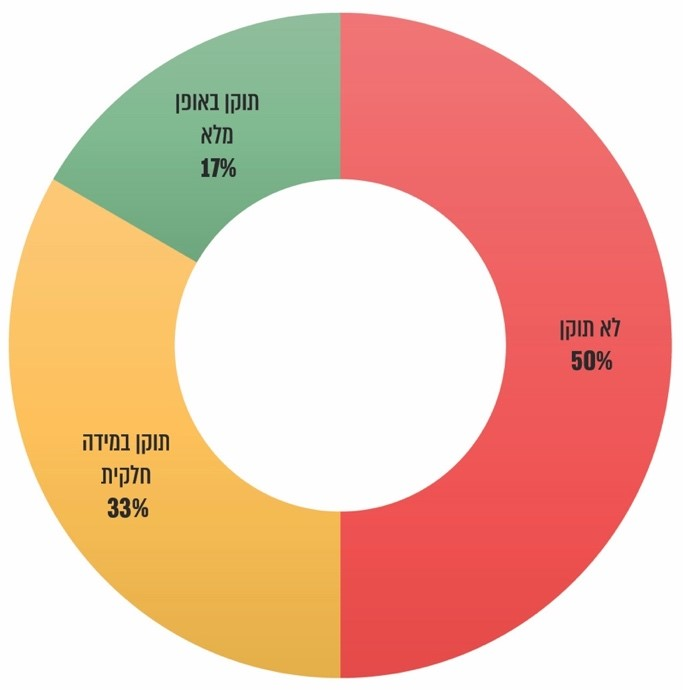 תוקן באופן
מלא
17%
לא תוקן
50%
תוקן במידה
חלקית
33%